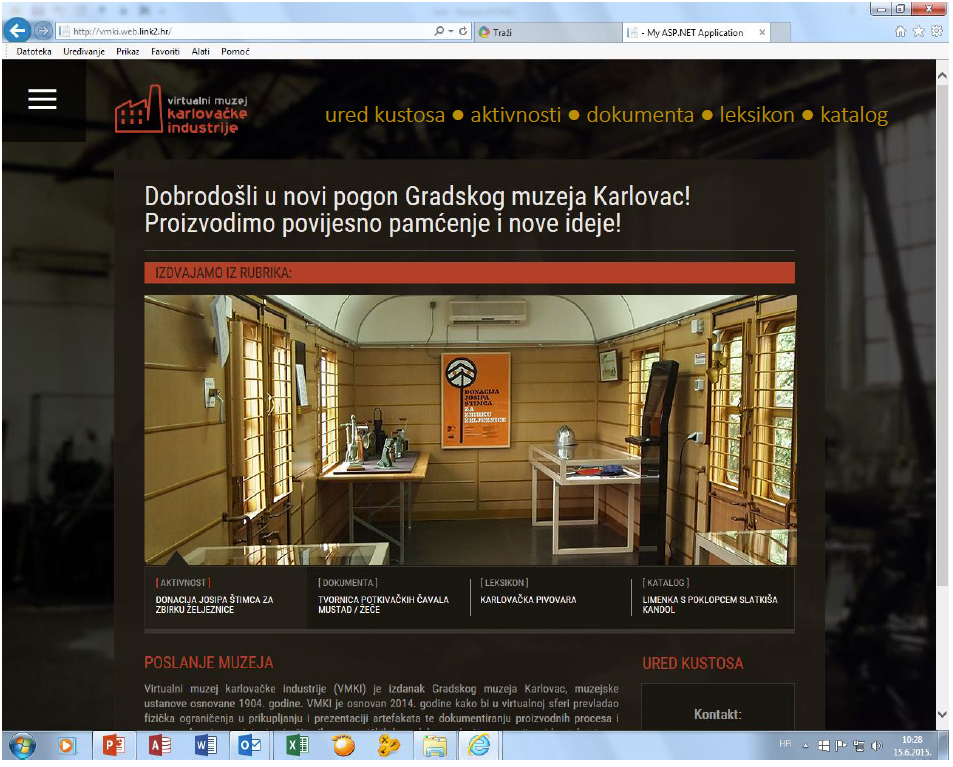 http://vmki.web.link2.hr/
Traži
- My ASP.NET Application
Datoteka Uređivanje Prikaz Favoriti Alati Pomoć
virtualni muzej
karlovačke
industrije
ured kustosa ● aktivnosti ● dokumenta ● leksikon ● katalog
Dobrodošli u novi pogon Gradskog muzeja Karlovac!
Proizvodimo povijesno pamćenje i nove ideje!
IZDVAJAMO IZ RUBRIKA:
DONACIJA
JOSIPA
ŠTIMCA
ZA
ZBIRKU
ŽELJEZNICE
[ AKTIVNOST ]
DONACIJA JOSIPA ŠTIMCA ZA
ZBIRKU ŽELJEZNICE
[ DOKUMENTA ]
TVORNICA POTKIVAČKIH ČAVALA
MUSTAD / ŽEČE
[ LEKSIKON ]
KARLOVAČKA PIVOVARA
[ KATALOG ]
LIMENKA S POKLOPCEM SLATKIŠA
KANDOL
POSLANJE MUZEJA
Virtualni muzej karlovačke industrije (VMKI) je izdanak Gradskog muzeja Karlovac, muzejske
ustanove osnovane 1904. godine. VMKI je osnovan 2014. godine kako bi u virtualnoj sferi prevladao
fizička ograničenja u prikupljanju i prezentaciji artefakata te dokumentiranju proizvodnih procesa i
URED KUSTOSA
Kontakt:
HR
10:28
15.6.2015.